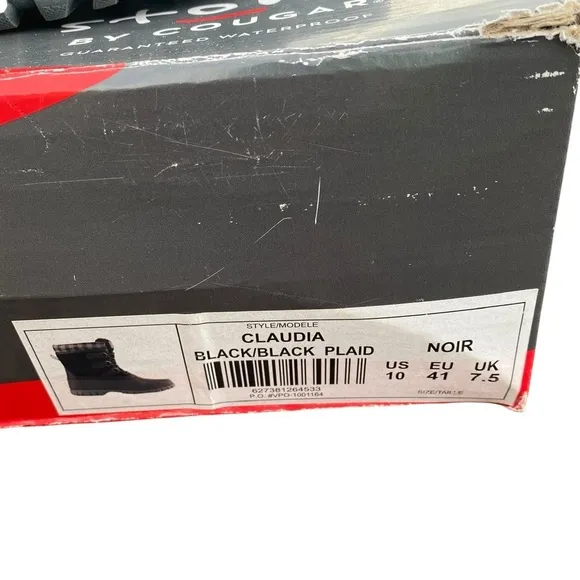 BY COUGAR
GUARANTEED WATERPROOF
STYLE/MODELE
CLAUDIA
BLACK/BLACK PLAID
NOIR
627381264533
P.O. #VPO-1001164
US EU UK
10 41 7.5
SIZE/TAILLE